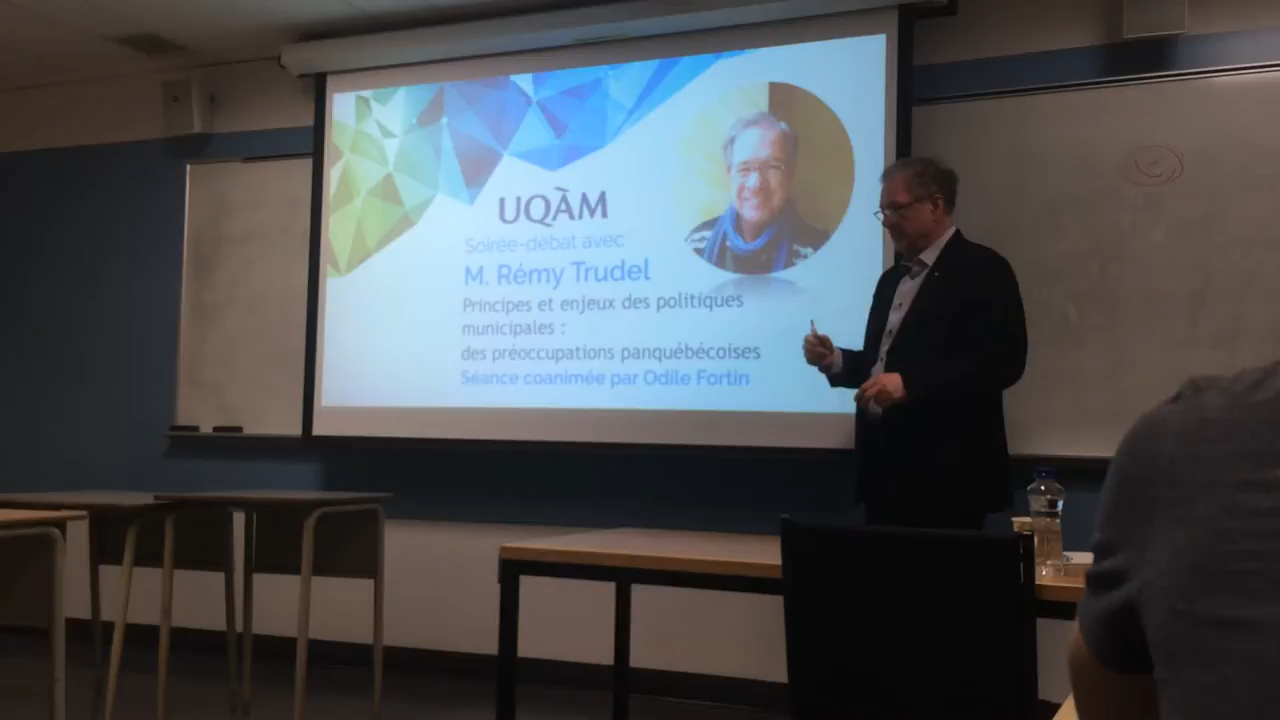 UQÀM
Soirée-débat avec
M. Rémy Trudel
Principes et enjeux des politiques
municipales :
des préoccupations panquébécoises
Séance coanimée par Odile Fortin